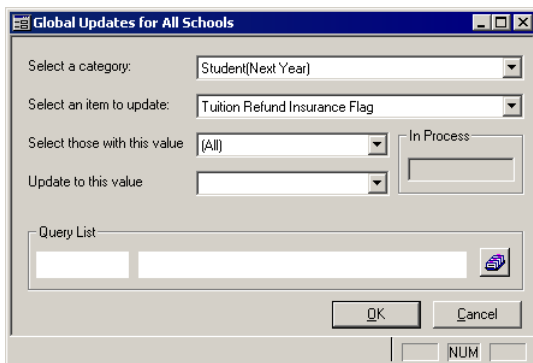 Global Updates for All Schools
Select a category: Student(Next Year)
Select an item to update: Tuition Refund Insurance Flag
Select those with this value (All)
In Process
Update to this value
Query List
OK Cancel
NUM